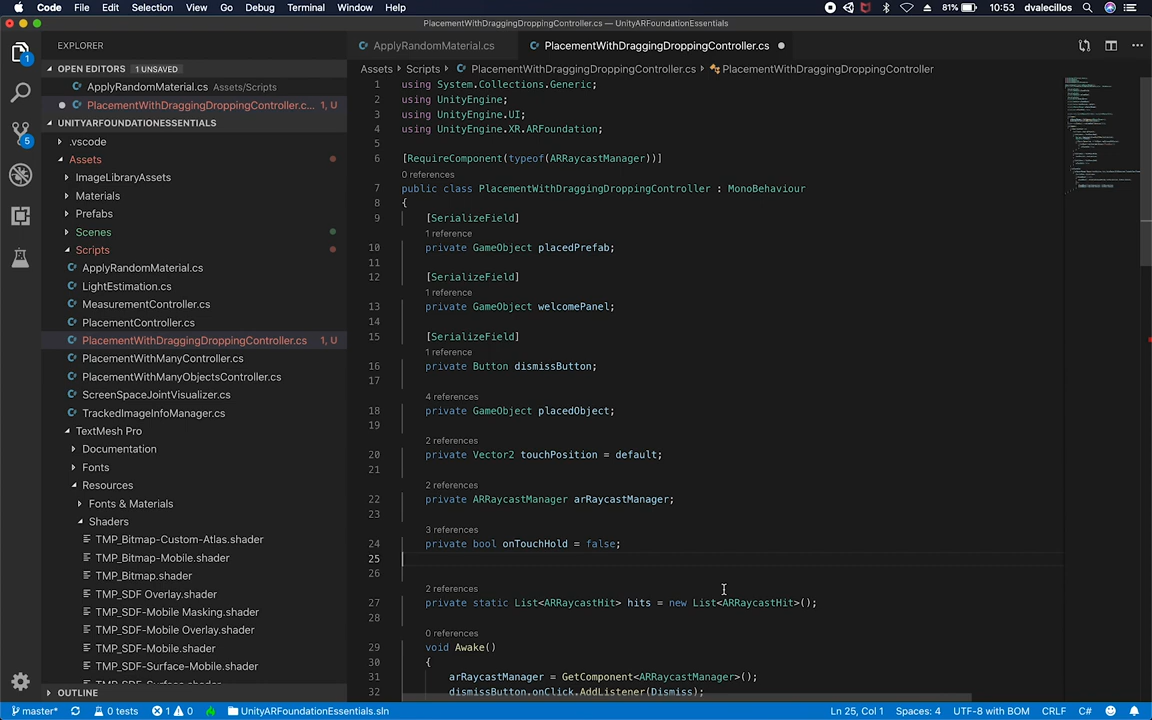 Code File Edit Selection View Go Debug Terminal Window Help 81% 10:53 dvalecillos
PlacementWithDraggingDroppingController.cs — UnityARFoundationEssentials
EXPLORER
OPEN EDITORS 1 UNSAVED
ApplyRandomMaterial.cs Assets/Scripts
PlacementWithDraggingDroppingController.c... 1, U
UNITYARFOUNDATIONESSENTIALS
.vscode
Assets
ImageLibraryAssets
Materials
Prefabs
Scenes
Scripts
ApplyRandomMaterial.cs
LightEstimation.cs
MeasurementController.cs
PlacementController.cs
PlacementWithDraggingDroppingController.cs 1, U
PlacementWithManyController.cs
PlacementWithManyObjectsController.cs
ScreenSpaceJointVisualizer.cs
TrackedImageInfoManager.cs
TextMesh Pro
Documentation
Fonts
Resources
Fonts & Materials
Shaders
TMP_Bitmap-Custom-Atlas.shader
TMP_Bitmap-Mobile.shader
TMP_Bitmap.shader
TMP_SDF Overlay.shader
TMP_SDF-Mobile Masking.shader
TMP_SDF-Mobile Overlay.shader
TMP_SDF-Mobile.shader
TMP_SDF-Surface-Mobile.shader
OUTLINE
ApplyRandomMaterial.cs PlacementWithDraggingDroppingController.cs
Assets › Scripts › PlacementWithDraggingDroppingController.cs › PlacementWithDraggingDroppingController
1 using System.Collections.Generic;
2 using UnityEngine;
3 using UnityEngine.UI;
4 using UnityEngine.XR.ARFoundation;
5
6 [RequireComponent(typeof(ARRaycastManager))]
0 references
7 public class PlacementWithDraggingDroppingController : MonoBehaviour
8 {
9 [SerializeField]
1 reference
10 private GameObject placedPrefab;
11
12 [SerializeField]
1 reference
13 private GameObject welcomePanel;
14
15 [SerializeField]
1 reference
16 private Button dismissButton;
17
4 references
18 private GameObject placedObject;
19
2 references
20 private Vector2 touchPosition = default;
21
2 references
22 private ARRaycastManager arRaycastManager;
23
3 references
24 private bool onTouchHold = false;
25
26
2 references
27 private static List<ARRaycastHit> hits = new List<ARRaycastHit>();
28
0 references
29 void Awake()
30 {
31 arRaycastManager = GetComponent<ARRaycastManager>();
32 dismissButton.onClick.AddListener(Dismiss);
1 5
master* 0 tests 1 0 UnityARFoundationEssentials.sln Ln 25, Col 1 Spaces: 4 UTF-8 with BOM CRLF C#